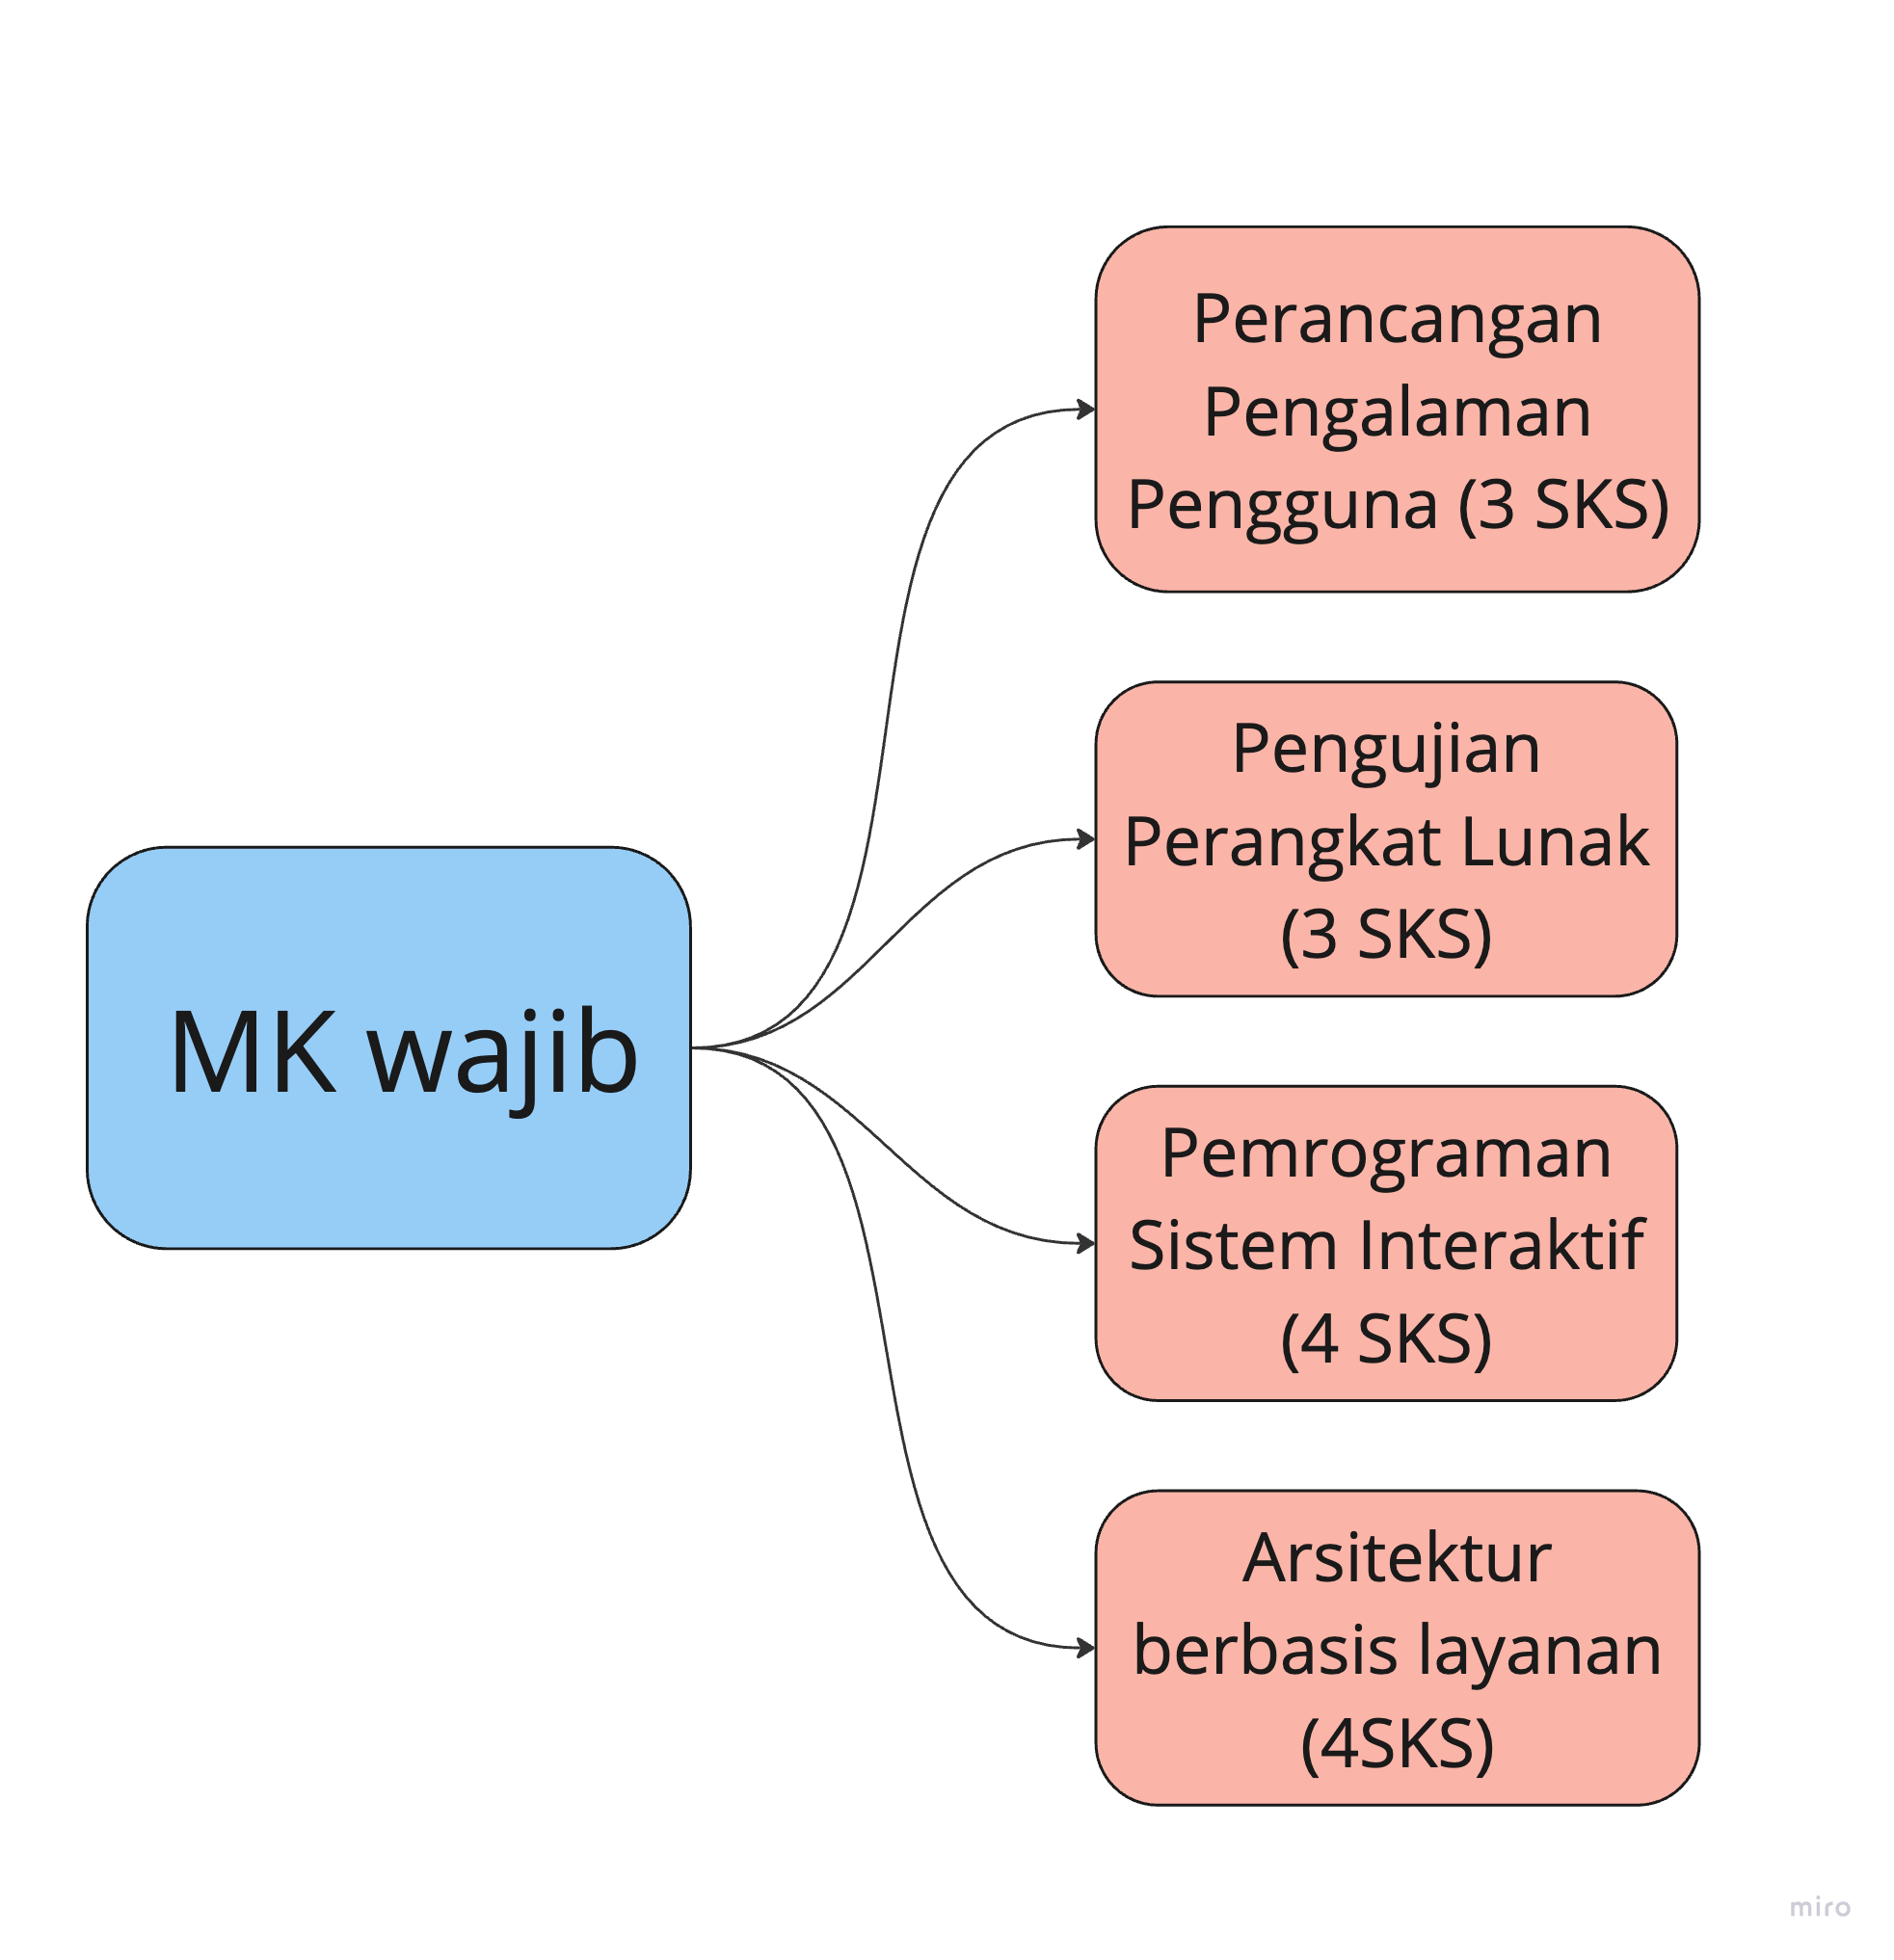 Perancangan
Pengalaman
Pengguna (3 SKS)
Pengujian
Perangkat Lunak
(3 SKS)
MK wajib
Pemrograman
Sistem Interaktif
(4 SKS)
Arsitektur
berbasis layanan
(4SKS)
miro